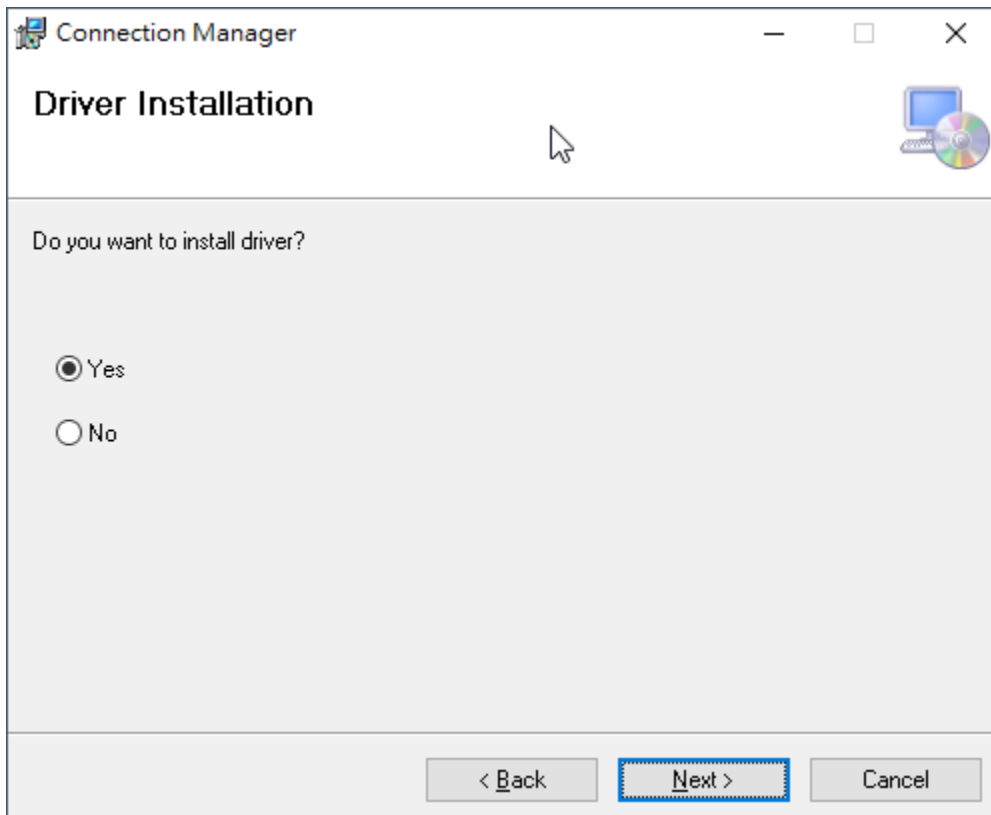 Connection Manager
Driver Installation
Do you want to install driver?
Yes
No
< Back
Next >
Cancel